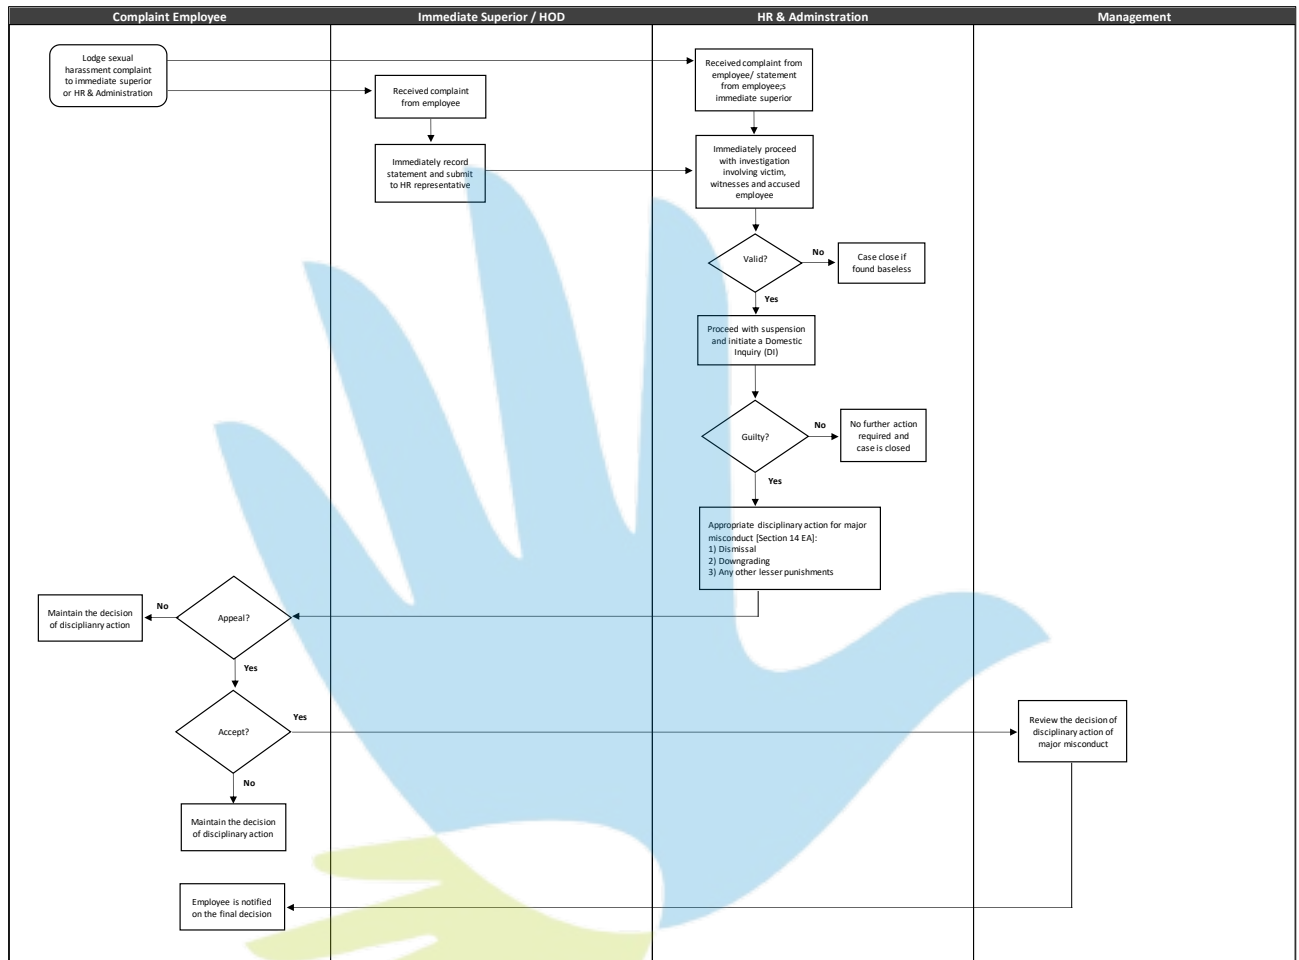 Complaint Employee
Immediate Superior / HOD
HR & Adminstration
Management
Lodge sexual
harassment complaint
to immediate superior
or HR & Administration
Received complaint
from employee
Immediately record
statement and submit
to HR representative
Received complaint from
employee/ statement
from employee;s
immediate superior
Immediately proceed
with investigation
involving victim,
witnesses and accused
employee
Valid?
No
Case close if
found baseless
Yes
Proceed with suspension
and initiate a Domestic
Inquiry (DI)
Guilty?
No
No further action
required and
case is closed
Yes
Appropriate disciplinary action for major
misconduct [Section 14 EA]:
1) Dismissal
2) Downgrading
3) Any other lesser punishments
Appeal?
No
Maintain the decision
of disciplianry action
Yes
Accept?
Yes
Review the decision of
disciplinary action of
major misconduct
No
Maintain the decision
of disciplinary action
Employee is notified
on the final decision